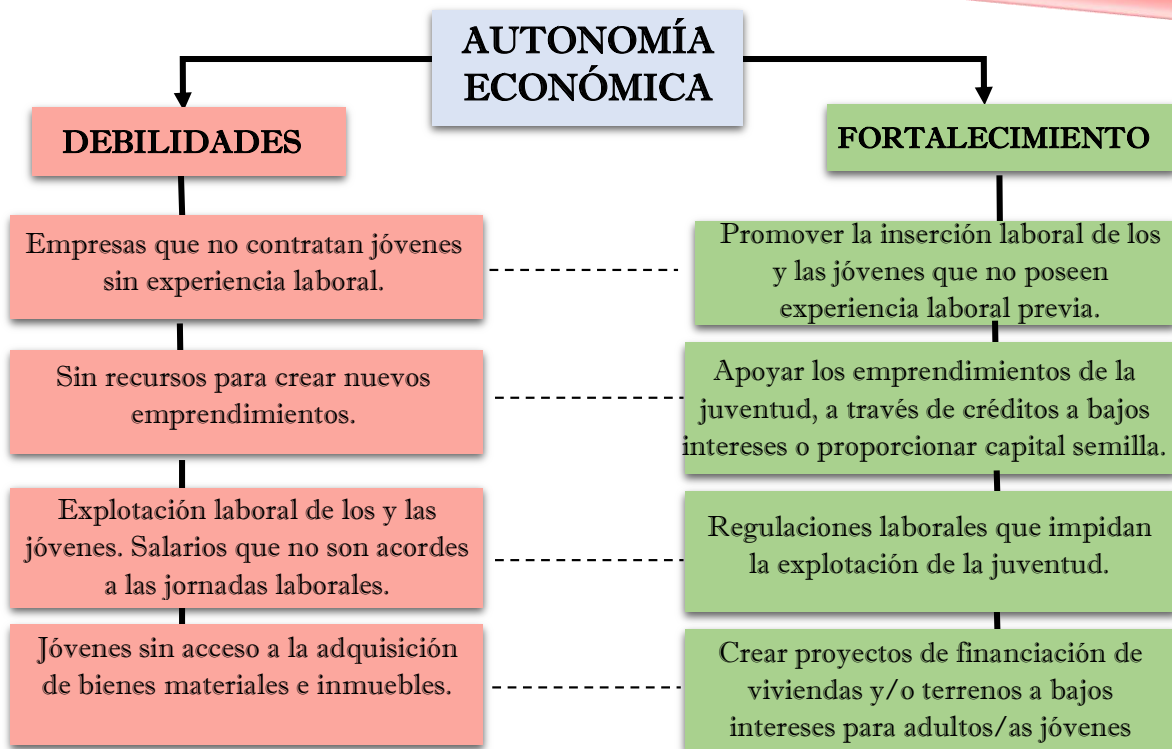 AUTONOMÍA
ECONÓMICA
DEBILIDADES
FORTALECIMIENTO
Empresas que no contratan jóvenes
sin experiencia laboral.
Promover la inserción laboral de los
y las jóvenes que no poseen
experiencia laboral previa.
Sin recursos para crear nuevos
emprendimientos.
Apoyar los emprendimientos de la
juventud, a través de créditos a bajos
intereses o proporcionar capital semilla.
Explotación laboral de los y las
jóvenes. Salarios que no son acordes
a las jornadas laborales.
Regulaciones laborales que impidan
la explotación de la juventud.
Jóvenes sin acceso a la adquisición
de bienes materiales e inmuebles.
Crear proyectos de financiación de
viviendas y/o terrenos a bajos
intereses para adultos/as jóvenes